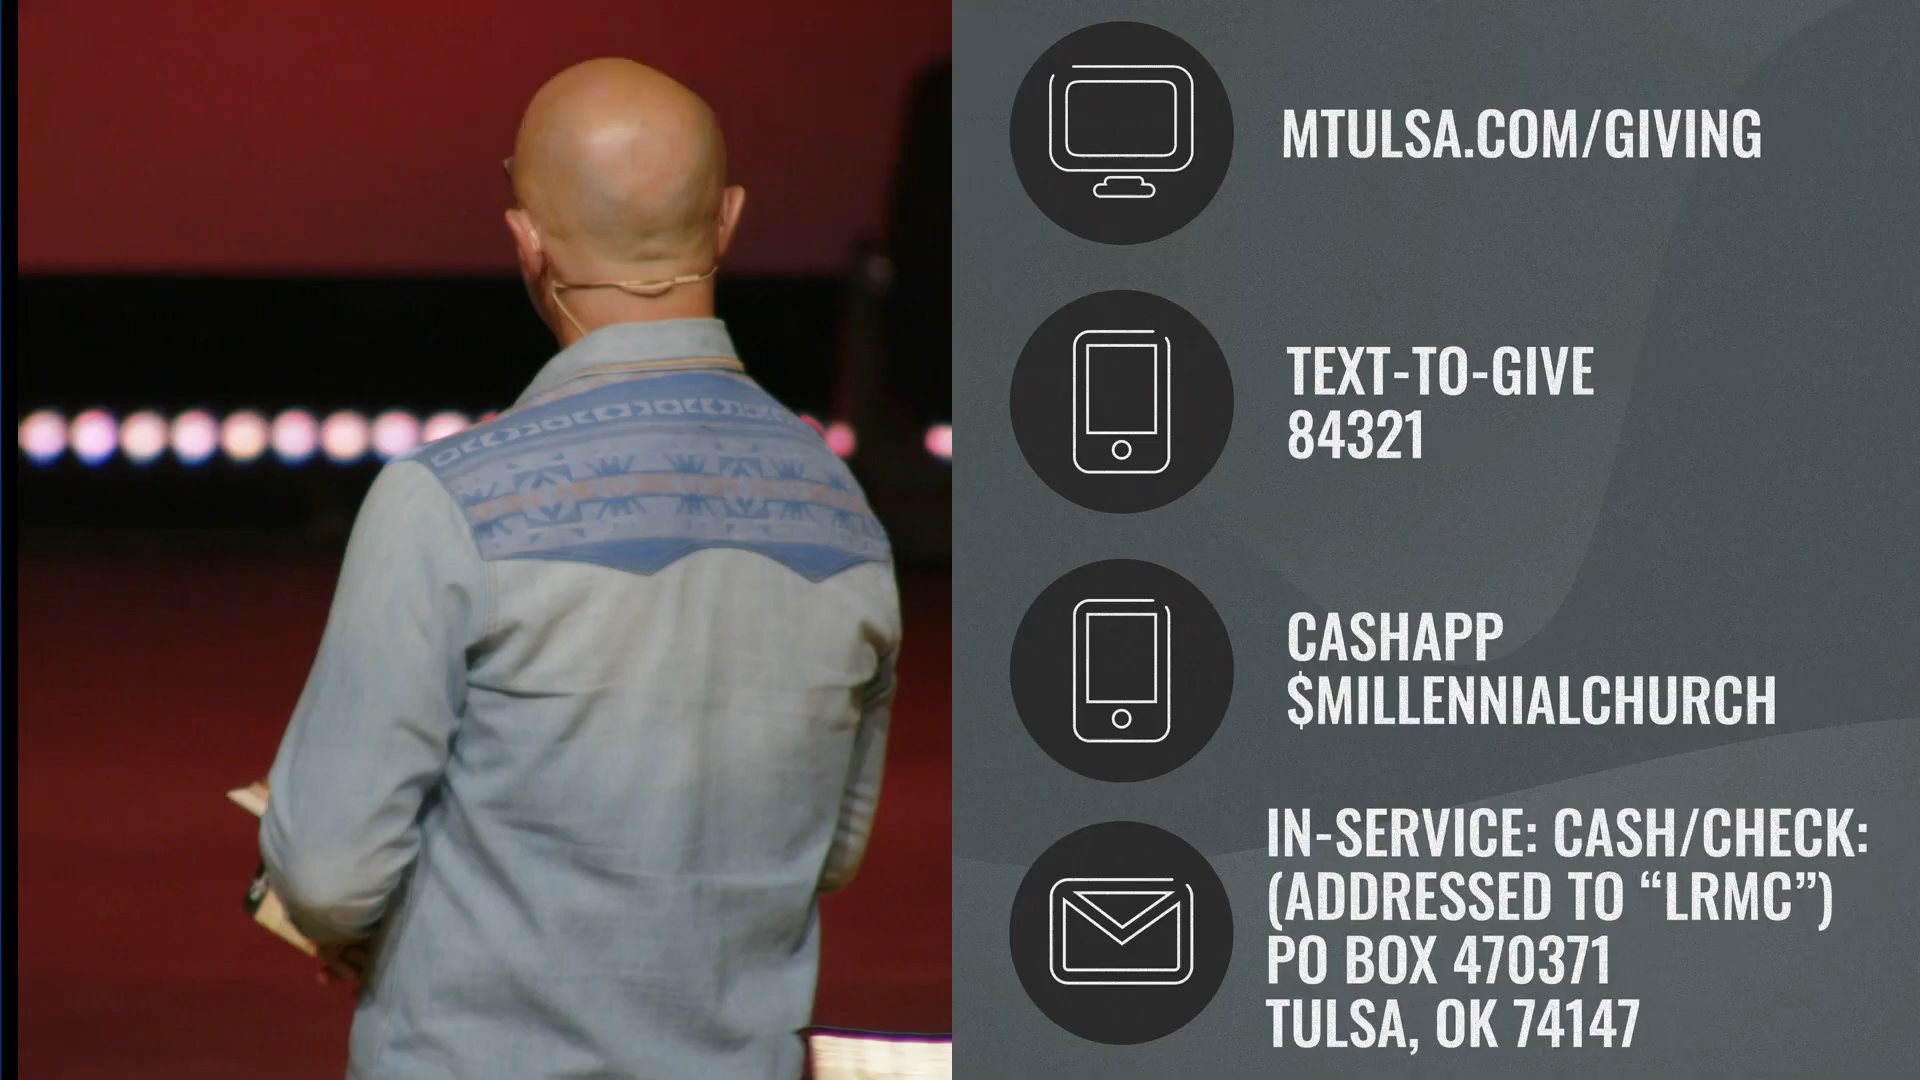 MTULSA.COM/GIVING
TEXT-TO-GIVE
84321
CASHAPP
$MILLENNIALCHURCH
IN-SERVICE: CASH/CHECK:
(ADDRESSED TO “LRMC”)
PO BOX 470371
TULSA, OK 74147